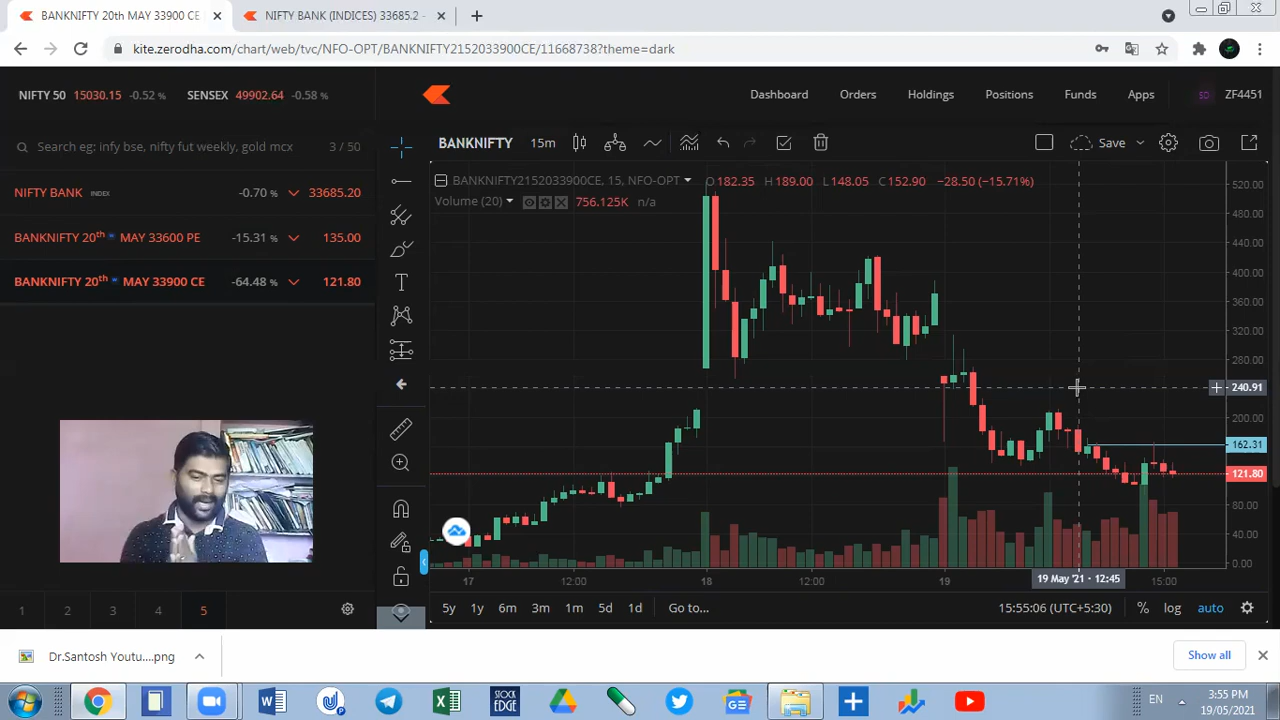 BANKNIFTY 20th MAY 33900 CE
NIFTY BANK (INDICES) 33685.2 -
kite.zerodha.com/chart/web/tvc/NFO-OPT/BANKNIFTY2152033900CE/11668738?theme=dark
NIFTY 50 15030.15 -0.52 % SENSEX 49902.64 -0.58 %
Dashboard Orders Holdings Positions Funds Apps SD ZF4451
Search eg: infy bse, nifty fut weekly, gold mcx 3 / 50
BANKNIFTY 15m Save
NIFTY BANK INDEX -0.70 % 33685.20
BANKNIFTY 20th W MAY 33600 PE -15.31 % 135.00
BANKNIFTY 20th W MAY 33900 CE -64.48 % 121.80
BANKNIFTY2152033900CE, 15, NFO-OPT O182.35 H189.00 L148.05 C152.90 −28.50 (−15.71%)
Volume (20) 756.125K n/a
520.00
480.00
440.00
400.00
360.00
320.00
280.00
240.91
200.00
162.31
121.80
80.00
40.00
0.00
17 12:00 18 12:00 19 19 May '21 - 12:45 15:00
1 2 3 4 5
5y 1y 6m 3m 1m 5d 1d Go to... 15:55:06 (UTC+5:30) % log auto
Dr.Santosh Youtu....png
Show all
STOCK EDGE
EN
3:55 PM
19/05/2021